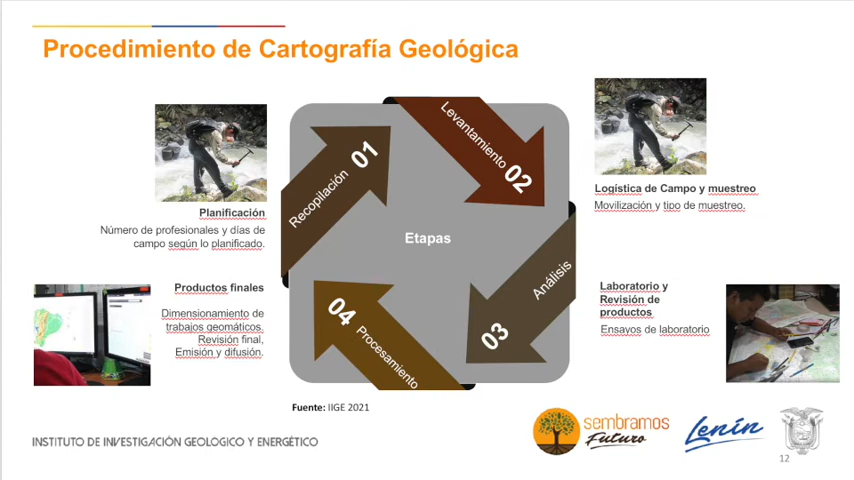 Procedimiento de Cartografía Geológica
Planificación
Número de profesionales y días de
campo según lo planificado.
Recopilación 01
Levantamiento 02
Logística de Campo y muestreo
Movilización y tipo de muestreo.
Etapas
Productos finales
Dimensionamiento de
trabajos geomáticos.
Revisión final,
Emisión y difusión.
04 Procesamiento
Análisis
03
Laboratorio y
Revisión de
productos
Ensayos de laboratorio
Fuente: IIGE 2021
INSTITUTO DE INVESTIGACIÓN GEOLÓGICO Y ENERGÉTICO
sembramos
Futuro
Lenín
12